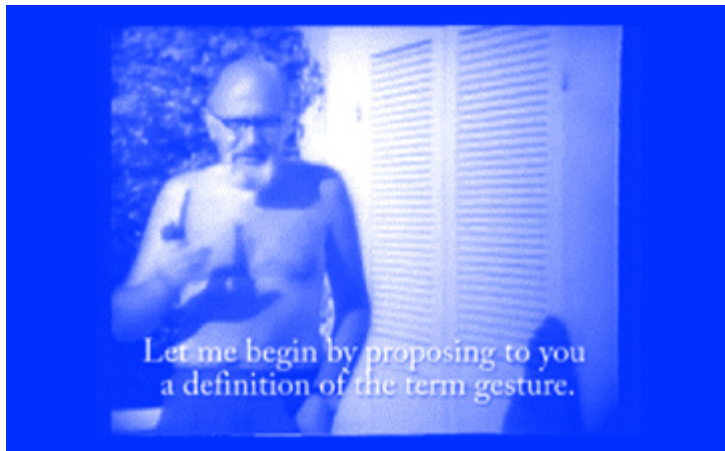 Let me begin by proposing to you
a definition of the term gesture.